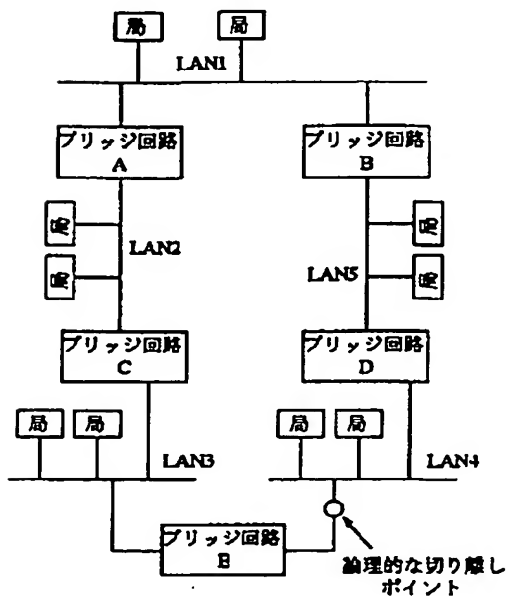 局
局
LAN1
ブリッジ回路
A
ブリッジ回路
B
局
局
LAN2
局
局
LAN5
ブリッジ回路
C
ブリッジ回路
D
局
局
局
局
LAN3
LAN4
ブリッジ回路
E
論理的な切り離し
ポイント